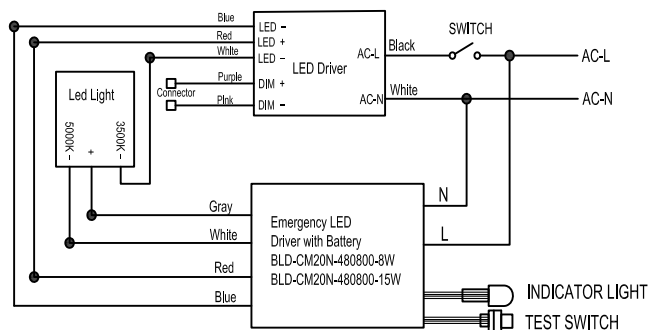 Blue
LED −
Red
LED +
White
LED −
Purple
DIM +
Connector
Pink
DIM −
LED Driver
AC-L
Black
SWITCH
AC-L
AC-N
White
AC-N
Led Light
5000K −
+
3500K −
Gray
White
Red
Blue
Emergency LED
Driver with Battery
BLD-CM20N-480800-8W
BLD-CM20N-480800-15W
N
L
INDICATOR LIGHT
TEST SWITCH